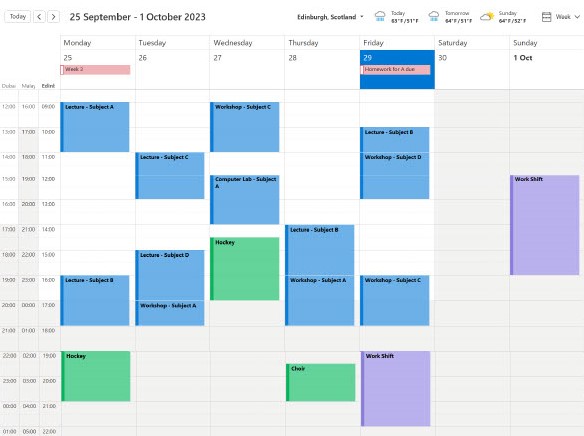 Today
25 September - 1 October 2023
Edinburgh, Scotland
Today
63°F/51°F
Tomorrow
64°F/51°F
Sunday
64°F/52°F
Week
Monday
Tuesday
Wednesday
Thursday
Friday
Saturday
Sunday
25
26
27
28
29
30
1 Oct
Week 3
Homework for A due
12:00 16:00 09:00
13:00 17:00 10:00
14:00 18:00 11:00
15:00 19:00 12:00
16:00 20:00 13:00
17:00 21:00 14:00
18:00 22:00 15:00
19:00 23:00 16:00
20:00 00:00 17:00
21:00 01:00 18:00
22:00 02:00 19:00
23:00 03:00 20:00
00:00 04:00 21:00
01:00 05:00 22:00
Lecture - Subject A
Lecture - Subject B
Hockey
Lecture - Subject C
Lecture - Subject D
Workshop - Subject A
Workshop - Subject C
Computer Lab - Subject
A
Hockey
Lecture - Subject B
Workshop - Subject A
Choir
Lecture - Subject B
Workshop - Subject D
Workshop - Subject C
Work Shift
Work Shift